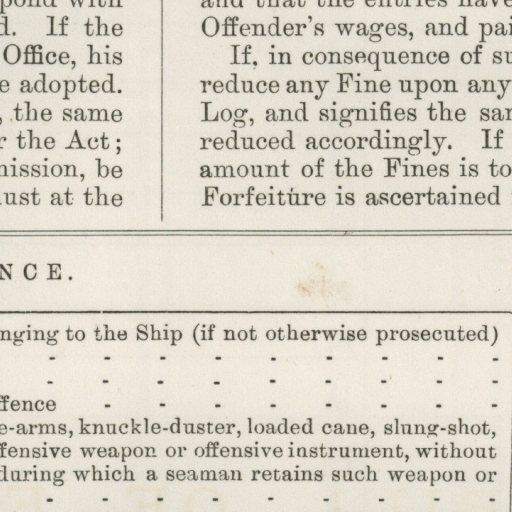 pond with
d. If the
Office, his
e adopted.
, the same
r the Act;
mission, be
ust at the
and that the entries have
Offender's wages, and pai
If, in consequence of su
reduce any Fine upon any
Log, and signifies the sam
reduced accordingly. If
amount of the Fines is to
Forfeiture is ascertained
NCE.
nging to the Ship (if not otherwise prosecuted)
- - - - - - - -
- - - - - - - -
ffence - - - - - - -
e-arms, knuckle-duster, loaded cane, slung-shot,
ffensive weapon or offensive instrument, without
during which a seaman retains such weapon or
- - - - - - - - -